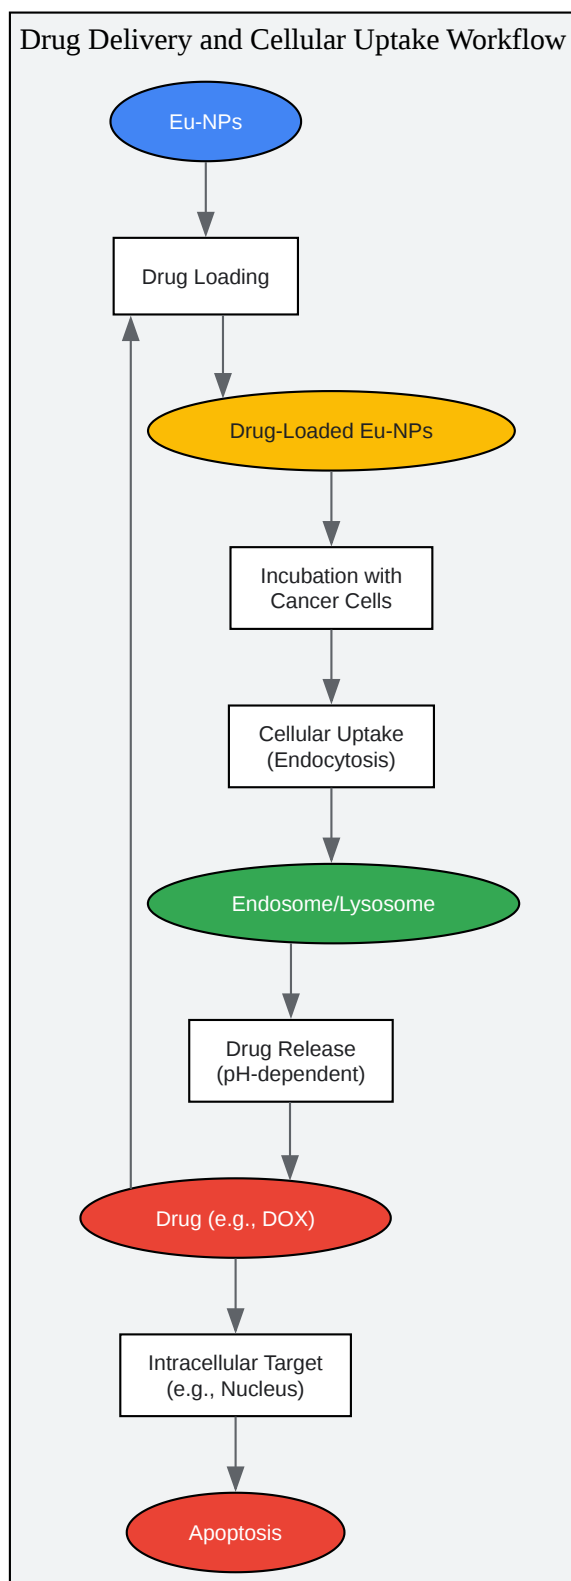 Drug Delivery and Cellular Uptake Workflow
Eu-NPs
Drug Loading
Drug-Loaded Eu-NPs
Incubation with
Cancer Cells
Cellular Uptake
(Endocytosis)
Endosome/Lysosome
Drug Release
(pH-dependent)
Drug (e.g., DOX)
Intracellular Target
(e.g., Nucleus)
Apoptosis